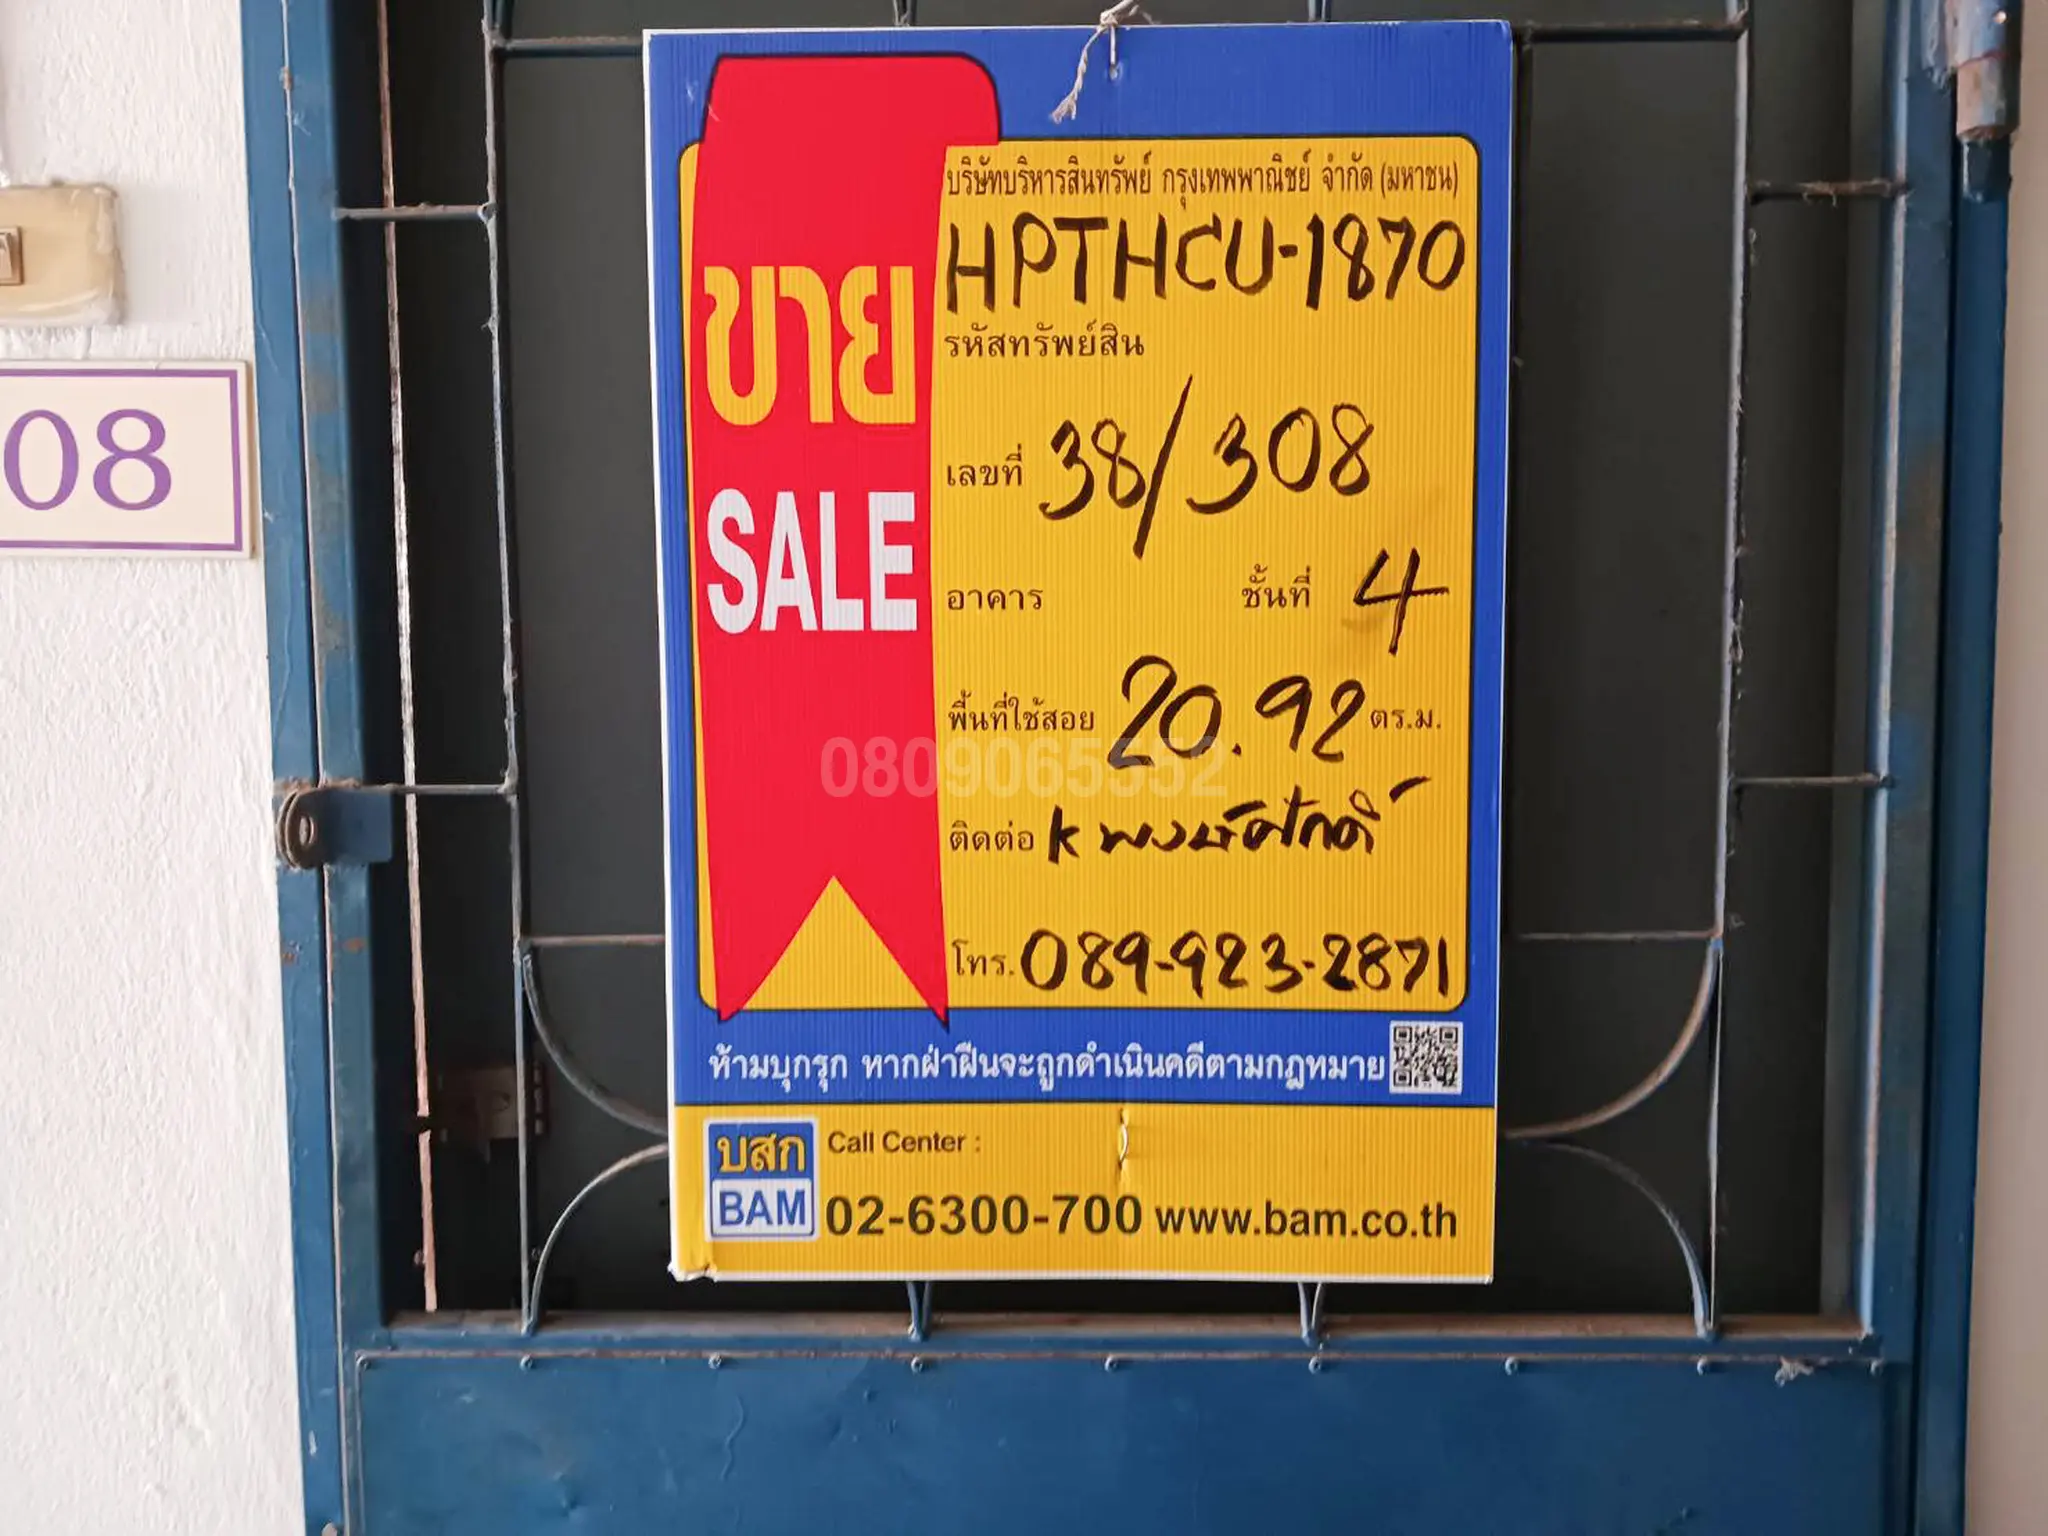 บริษัทบริหารสินทรัพย์ กรุงเทพพาณิชย์ จำกัด (มหาชน)
HPTHCU-1870
รหัสทรัพย์สิน
ขาย
SALE
เลขที่ 38/308
อาคาร ชั้นที่ 4
พื้นที่ใช้สอย 20.92 ตร.ม.
0809065552
ติดต่อ K พงษ์ศักดิ์
โทร. 089-923-2871
ห้ามบุกรุก หากฝ่าฝืนจะถูกดำเนินคดีตามกฎหมาย
บสก
BAM
Call Center :
02-6300-700 www.bam.co.th
08